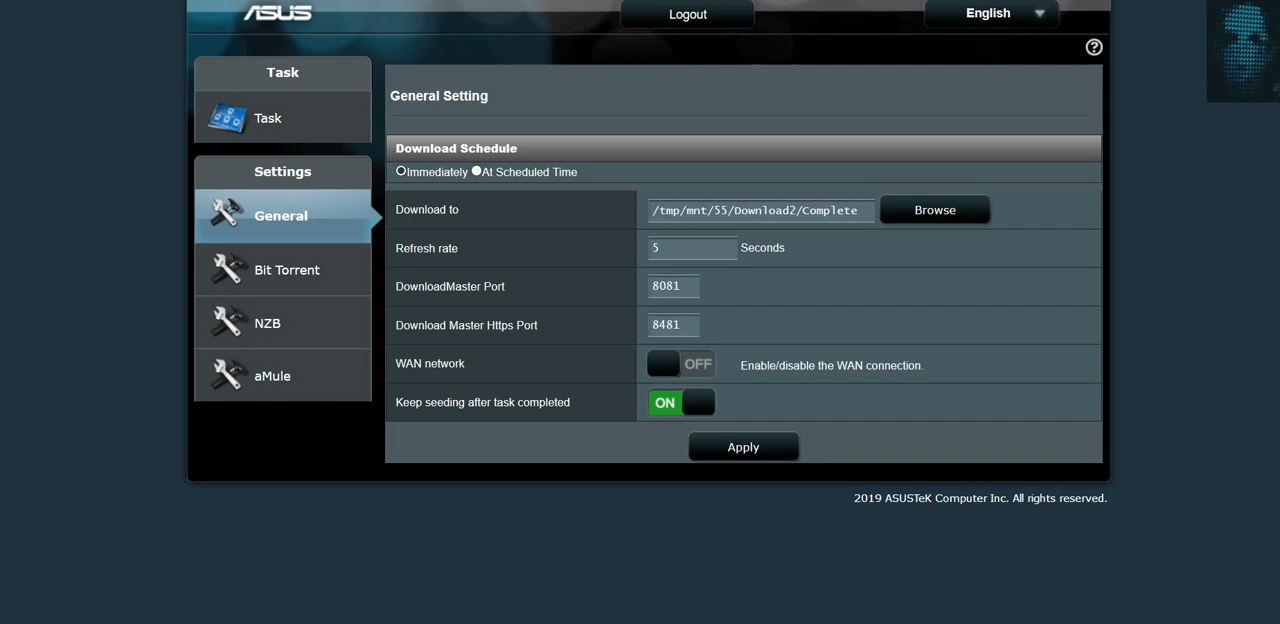 ASUS
Logout
English
Task
Task
Settings
General
Bit Torrent
NZB
aMule
General Setting
Download Schedule
Immediately At Scheduled Time
Download to /tmp/mnt/55/Download2/Complete Browse
Refresh rate 5 Seconds
DownloadMaster Port 8081
Download Master Https Port 8481
WAN network OFF Enable/disable the WAN connection.
Keep seeding after task completed ON
Apply
2019 ASUSTeK Computer Inc. All rights reserved.